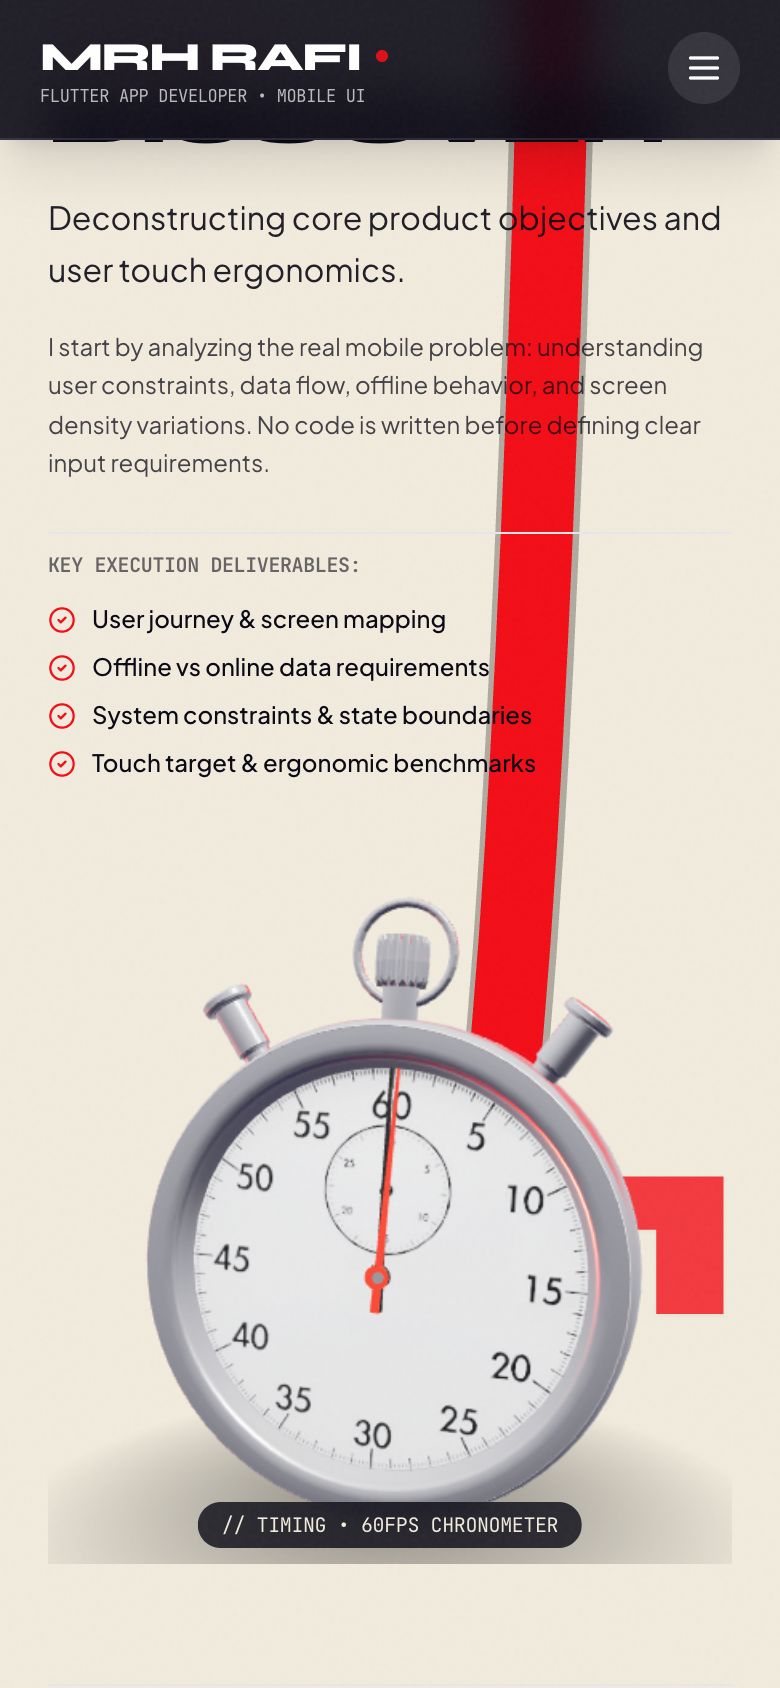 MRH RAFI
FLUTTER APP DEVELOPER • MOBILE UI
Deconstructing core product objectives and
user touch ergonomics.
I start by analyzing the real mobile problem: understanding
user constraints, data flow, offline behavior, and screen
density variations. No code is written before defining clear
input requirements.
KEY EXECUTION DELIVERABLES:
User journey & screen mapping
Offline vs online data requirements
System constraints & state boundaries
Touch target & ergonomic benchmarks
60
55
5
25
5
50
10
20
10
45
15
40
20
35
25
30
// TIMING • 60FPS CHRONOMETER